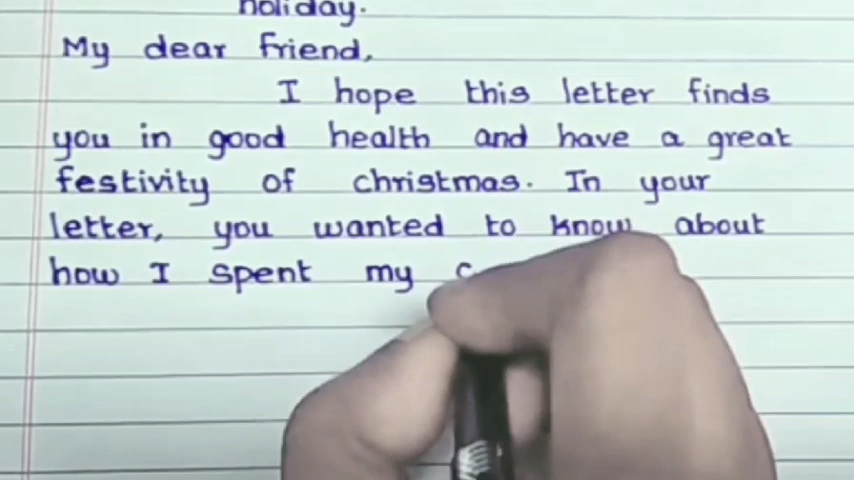 holiday.
My dear friend,
I hope this letter finds
you in good health and have a great
festivity of christmas. In your
letter, you wanted to know about
how I spent my c